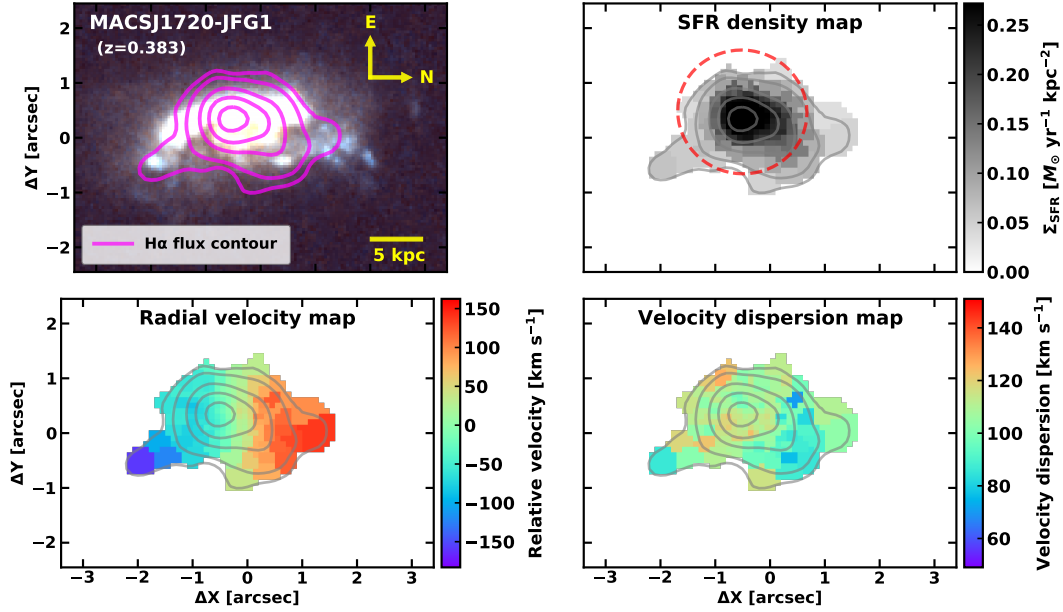 MACSJ1720-JFG1
(z=0.383)
E
N
Hα flux contour
5 kpc
ΔY [arcsec]
2
1
0
−1
−2
SFR density map
0.25
0.20
0.15
0.10
0.05
0.00
Σ_SFR [M_⊙ yr⁻¹ kpc⁻²]
Radial velocity map
ΔY [arcsec]
2
1
0
−1
−2
−3 −2 −1 0 1 2 3
ΔX [arcsec]
150
100
50
0
−50
−100
−150
Relative velocity [km s⁻¹]
Velocity dispersion map
−3 −2 −1 0 1 2 3
ΔX [arcsec]
140
120
100
80
60
Velocity dispersion [km s⁻¹]